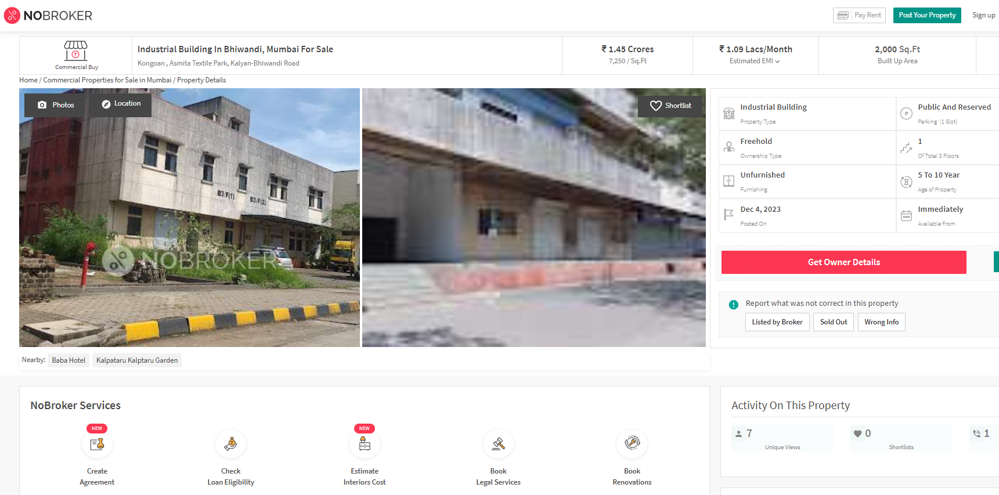 NOBROKER
Pay Rent
Post Your Property
Sign up
Commercial Buy
Industrial Building In Bhiwandi, Mumbai For Sale
Kongoan , Asmita Textile Park, Kalyan-Bhiwandi Road
₹ 1.45 Crores
7,250 / Sq.Ft
₹ 1.09 Lacs/Month
Estimated EMI
2,000 Sq.Ft
Built Up Area
Home / Commercial Properties for Sale in Mumbai / Property Details
Photos
Location
Shortlist
B3/F(1)
B3/F(2)
G1
G2
NOBROKER
Industrial Building
Property Type
Public And Reserved
P
Parking (1 Slot)
Freehold
Ownership Type
1
Of Total 3 Floors
Unfurnished
Furnishing
5 To 10 Year
Age of Property
Dec 4, 2023
Posted On
Immediately
Available From
Get Owner Details
Report what was not correct in this property
Listed by Broker
Sold Out
Wrong Info
Nearby:
Baba Hotel
Kalpataru Kalptaru Garden
NoBroker Services
NEW
Create
Agreement
Check
Loan Eligibility
NEW
Estimate
Interiors Cost
Book
Legal Services
Book
Renovations
Activity On This Property
7
Unique Views
0
Shortlists
1